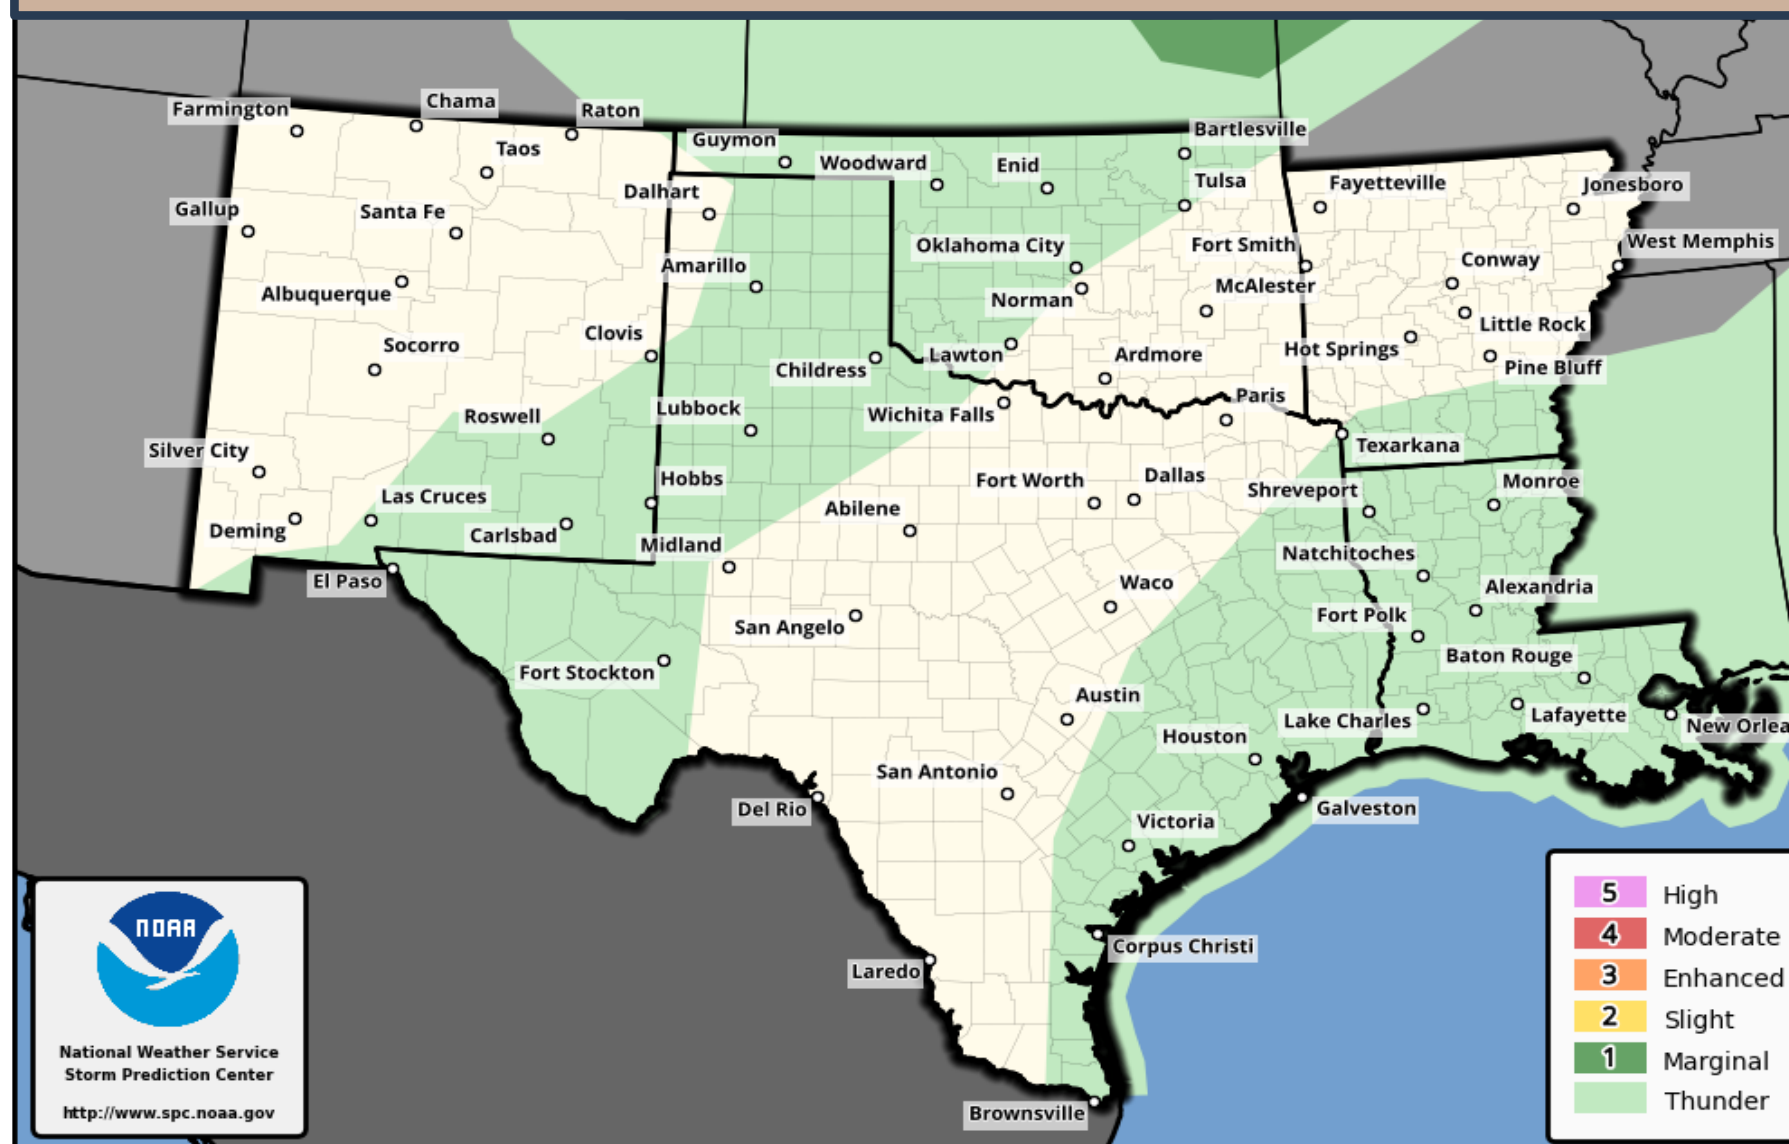 Farmington
Chama
Raton
Taos
Guymon
Woodward
Enid
Bartlesville
Tulsa
Fayetteville
Jonesboro
Gallup
Santa Fe
Dalhart
Amarillo
Oklahoma City
Fort Smith
Conway
West Memphis
Albuquerque
Norman
McAlester
Little Rock
Socorro
Clovis
Childress
Lawton
Ardmore
Hot Springs
Pine Bluff
Roswell
Lubbock
Wichita Falls
Paris
Texarkana
Silver City
Las Cruces
Hobbs
Fort Worth
Dallas
Shreveport
Monroe
Deming
Carlsbad
Midland
Abilene
Natchitoches
El Paso
Waco
Alexandria
San Angelo
Fort Polk
Fort Stockton
Baton Rouge
Austin
Lake Charles
Lafayette
New Orlea
Houston
San Antonio
Del Rio
Galveston
Victoria
Corpus Christi
Laredo
Brownsville
NOAA
National Weather Service
Storm Prediction Center
http://www.spc.noaa.gov
5 High
4 Moderate
3 Enhanced
2 Slight
1 Marginal
Thunder